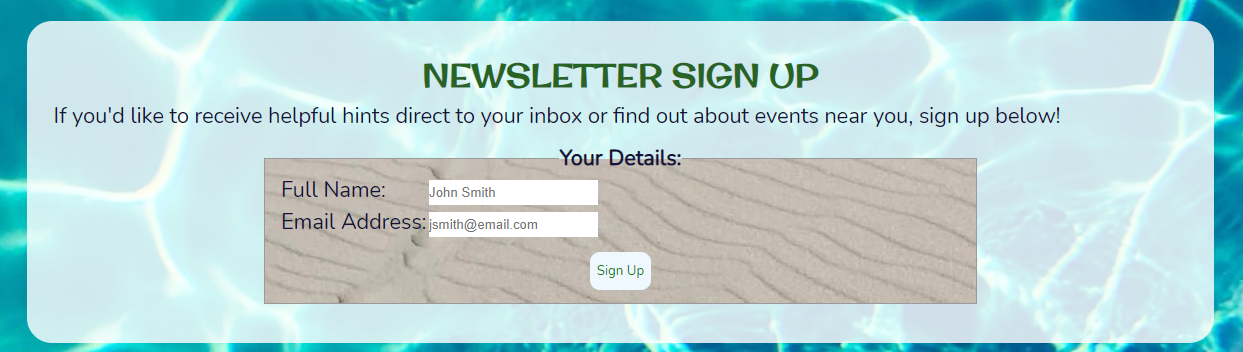 NEWSLETTER SIGN UP
If you'd like to receive helpful hints direct to your inbox or find out about events near you, sign up below!
Your Details:
Full Name: John Smith
Email Address: jsmith@email.com
Sign Up